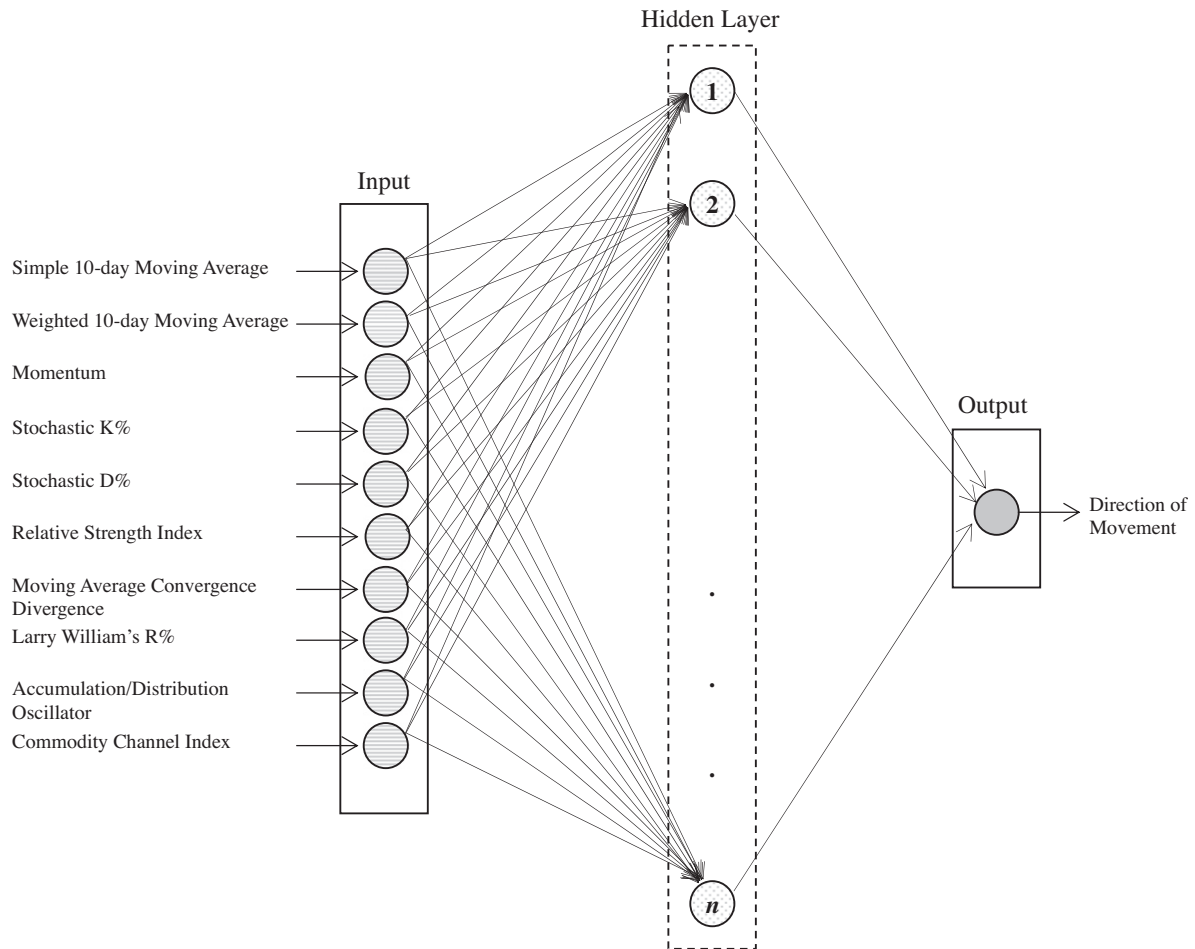 Hidden Layer
1
Input
2
Simple 10-day Moving Average
Weighted 10-day Moving Average
Momentum
Stochastic K%
Output
Stochastic D%
Direction of
Movement
Relative Strength Index
Moving Average Convergence
Divergence
Larry William's R%
Accumulation/Distribution
Oscillator
Commodity Channel Index
n